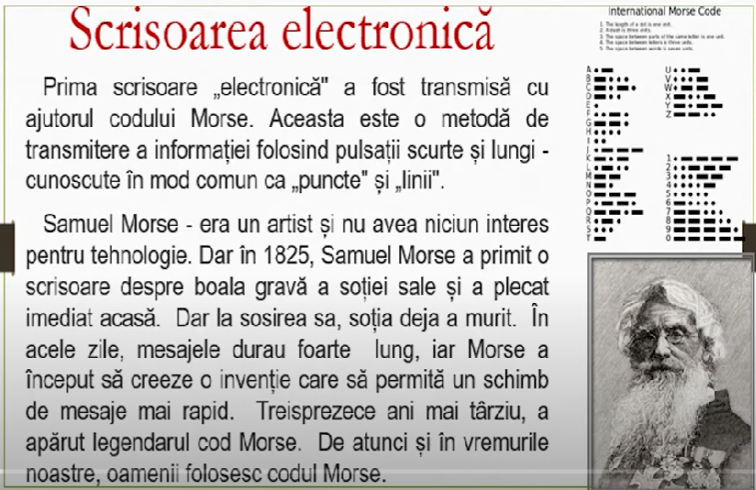 Scrisoarea electronică
Prima scrisoare „electronică" a fost transmisă cu
ajutorul codului Morse. Aceasta este o metodă de
transmitere a informației folosind pulsații scurte și lungi -
cunoscute în mod comun ca „puncte" și „linii".
Samuel Morse - era un artist și nu avea niciun interes
pentru tehnologie. Dar în 1825, Samuel Morse a primit o
scrisoare despre boala gravă a soției sale și a plecat
imediat acasă. Dar la sosirea sa, soția deja a murit. În
acele zile, mesajele durau foarte lung, iar Morse a
început să creeze o invenție care să permită un schimb
de mesaje mai rapid. Treisprezece ani mai târziu, a
apărut legendarul cod Morse. De atunci și în vremurile
noastre, oamenii folosesc codul Morse.
International Morse Code
1. The length of a dot is one unit.
2. A dash is three units.
3. The space between parts of the same letter is one unit.
4. The space between letters is three units.
5. The space between words is seven units.
A U
B V
C W
D X
E Y
F Z
G
H
I
J
K 1
L 2
M 3
N 4
O 5
P 6
Q 7
R 8
S 9
T 0